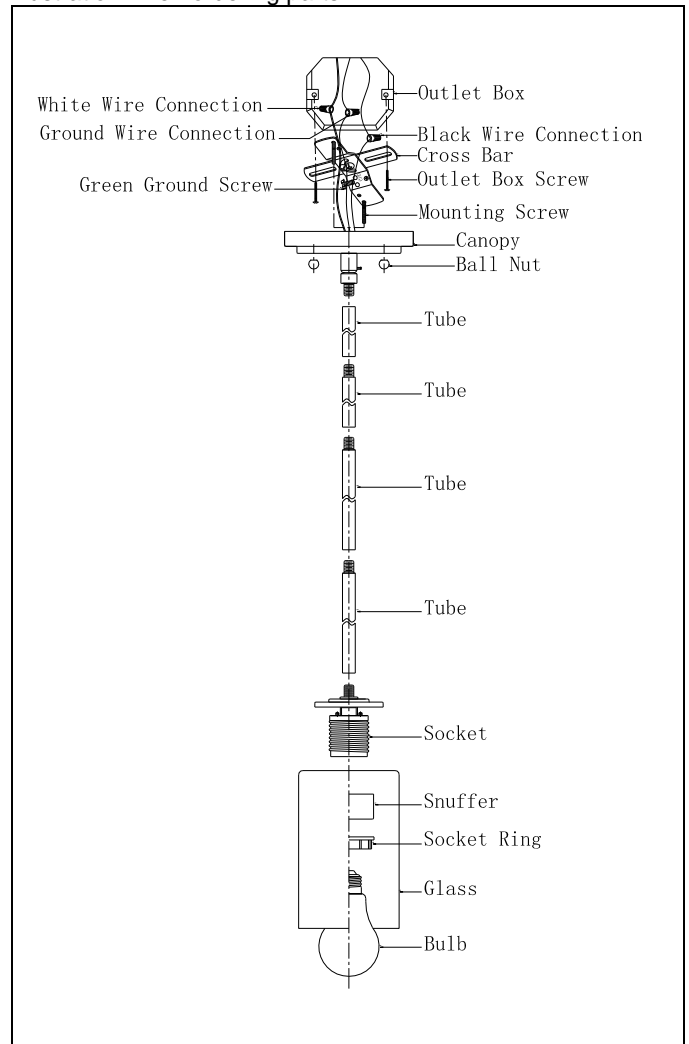 White Wire Connection
Outlet Box
Ground Wire Connection
Black Wire Connection
Cross Bar
Green Ground Screw
Outlet Box Screw
Mounting Screw
Canopy
Ball Nut
Tube
Tube
Tube
Tube
Socket
Snuffer
Socket Ring
Glass
Bulb